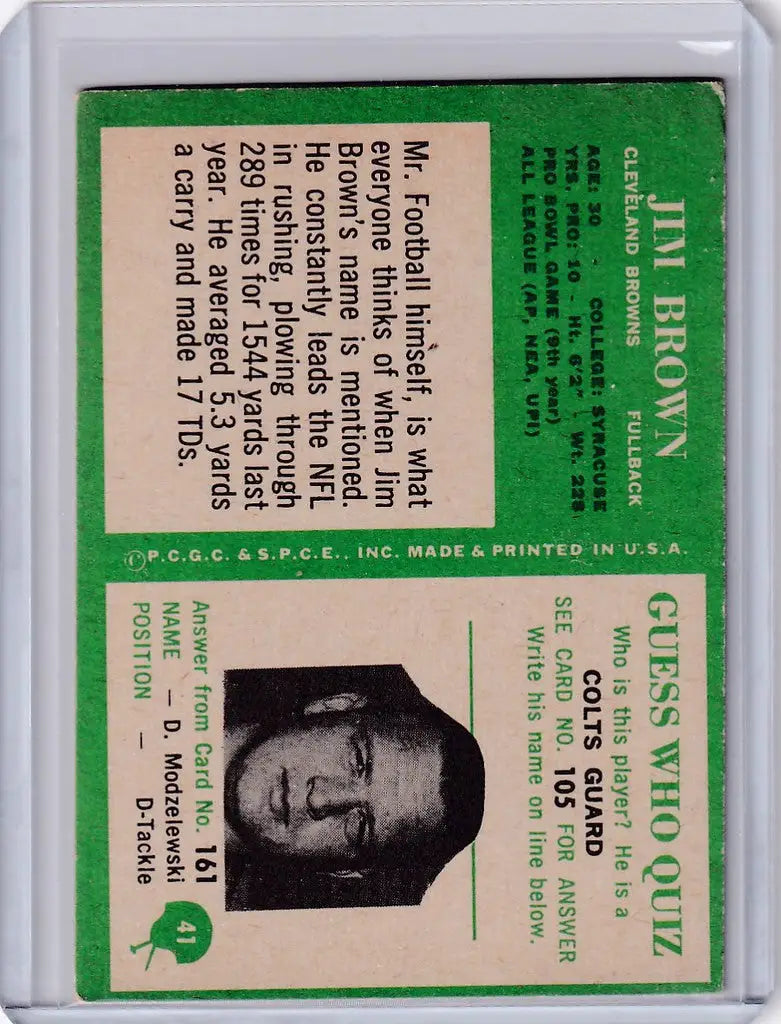 JIM BROWN
CLEVELAND BROWNS FULLBACK
AGE: 30 - COLLEGE: SYRACUSE
YRS. PRO: 10 - Ht. 6'2" - Wt. 228
PRO BOWL GAME (9th year)
ALL LEAGUE (AP, NEA, UPI)
Mr. Football himself, is what
everyone thinks of when Jim
Brown's name is mentioned.
He constantly leads the NFL
in rushing, plowing through
289 times for 1544 yards last
year. He averaged 5.3 yards
a carry and made 17 TDs.
©P.C.G.C. & S.P.C.E., INC. MADE & PRINTED IN U.S.A.
GUESS WHO QUIZ
Who is this player? He is a
COLTS GUARD
SEE CARD NO. 105 FOR ANSWER
Write his name on line below.
Answer from Card No. 161
NAME — D. Modzelewski
POSITION — D-Tackle
41